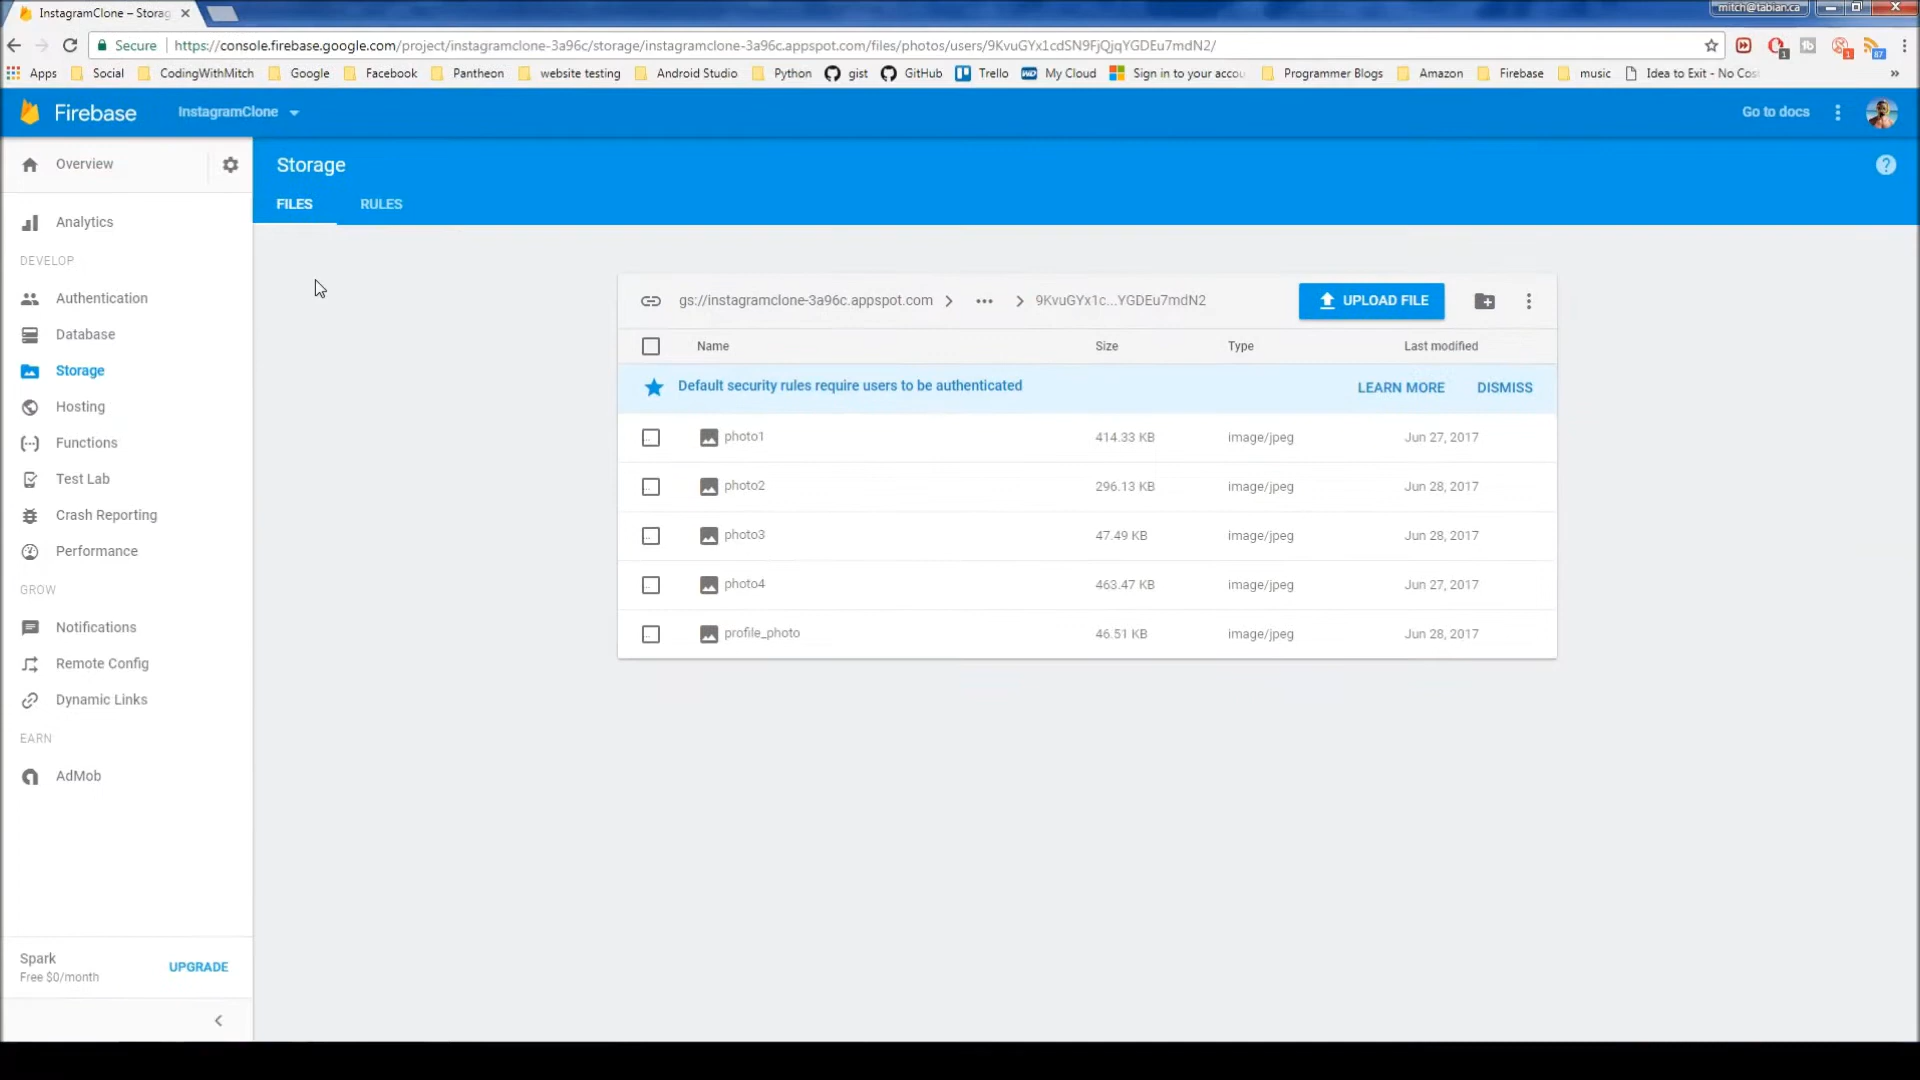 InstagramClone – Storag
mitch@tabian.ca
Secure https://console.firebase.google.com/project/instagramclone-3a96c/storage/instagramclone-3a96c.appspot.com/files/photos/users/9KvuGYx1cdSN9FjQjqYGDEu7mdN2/
1 1 87
Apps Social CodingWithMitch Google Facebook Pantheon website testing Android Studio Python gist GitHub Trello WD My Cloud Sign in to your accou Programmer Blogs Amazon Firebase music Idea to Exit - No Cos »
Firebase InstagramClone Go to docs
Overview
Storage
FILES RULES
Analytics
DEVELOP
Authentication
Database
Storage
Hosting
Functions
Test Lab
Crash Reporting
Performance
GROW
Notifications
Remote Config
Dynamic Links
EARN
AdMob
Spark
Free $0/month
UPGRADE
gs://instagramclone-3a96c.appspot.com > ••• > 9KvuGYx1c...YGDEu7mdN2 UPLOAD FILE
Name Size Type Last modified
Default security rules require users to be authenticated LEARN MORE DISMISS
photo1 414.33 KB image/jpeg Jun 27, 2017
photo2 296.13 KB image/jpeg Jun 28, 2017
photo3 47.49 KB image/jpeg Jun 28, 2017
photo4 463.47 KB image/jpeg Jun 27, 2017
profile_photo 46.51 KB image/jpeg Jun 28, 2017